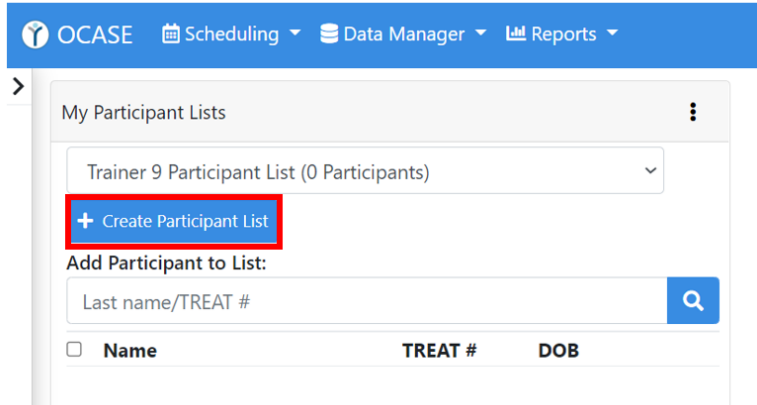 OCASE Scheduling Data Manager Reports
My Participant Lists
Trainer 9 Participant List (0 Participants)
+ Create Participant List
Add Participant to List:
Last name/TREAT #
Name TREAT # DOB